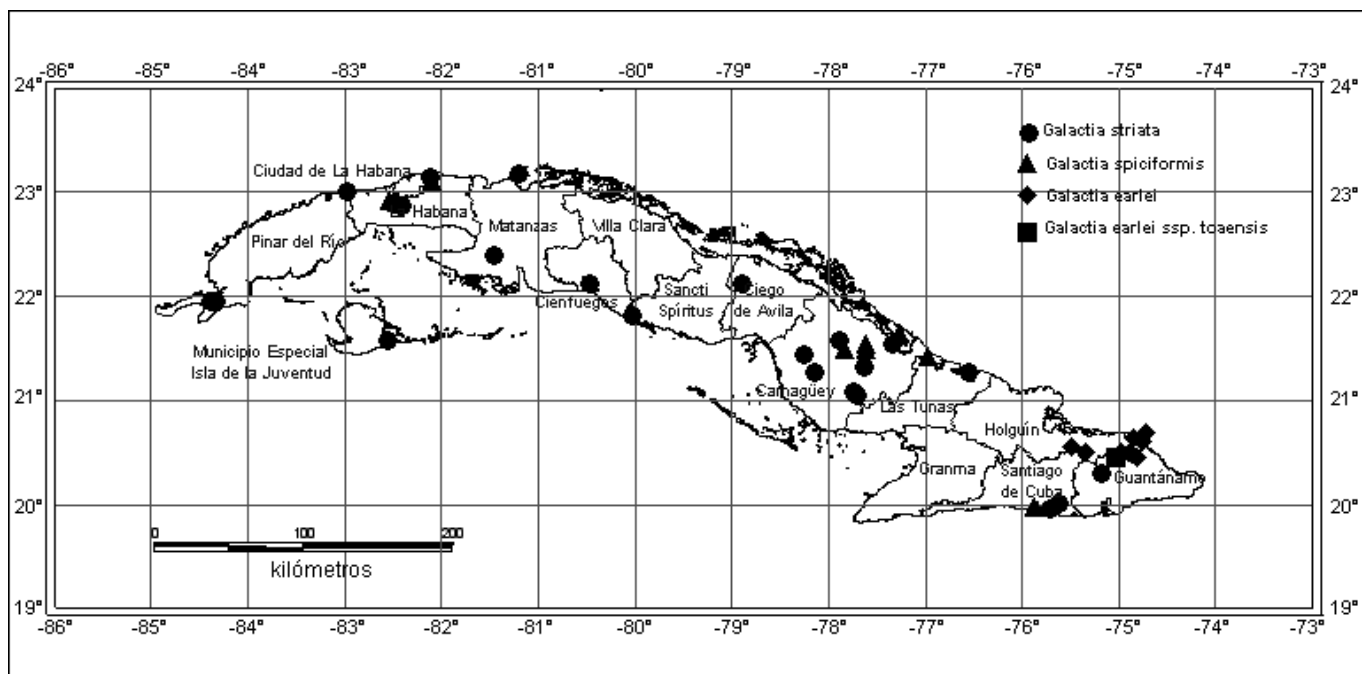 -86° -85° -84° -83° -82° -81° -80° -79° -78° -77° -76° -75° -74° -73°
24° 24°
Galactia striata
Galactia spiciformis
Galactia earlei
Galactia earlei ssp. toaensis
23° 23°
Ciudad de La Habana
La Habana
Pinar del Río
Matanzas
Villa Clara
22° 22°
Cienfuegos
Sancti
Spíritus
Ciego
de Avila
Municipio Especial
Isla de la Juventud
21° 21°
Camagüey
Las Tunas
Holguín
Granma
Santiago
de Cuba
Guantánamo
20° 20°
0 100 200
kilómetros
19° 19°
-86° -85° -84° -83° -82° -81° -80° -79° -78° -77° -76° -75° -74° -73°